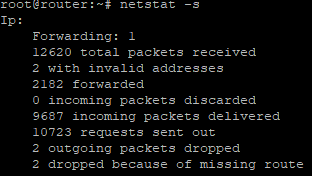 root@router:~# netstat -s
Ip:
    Forwarding: 1
    12620 total packets received
    2 with invalid addresses
    2182 forwarded
    0 incoming packets discarded
    9687 incoming packets delivered
    10723 requests sent out
    2 outgoing packets dropped
    2 dropped because of missing route